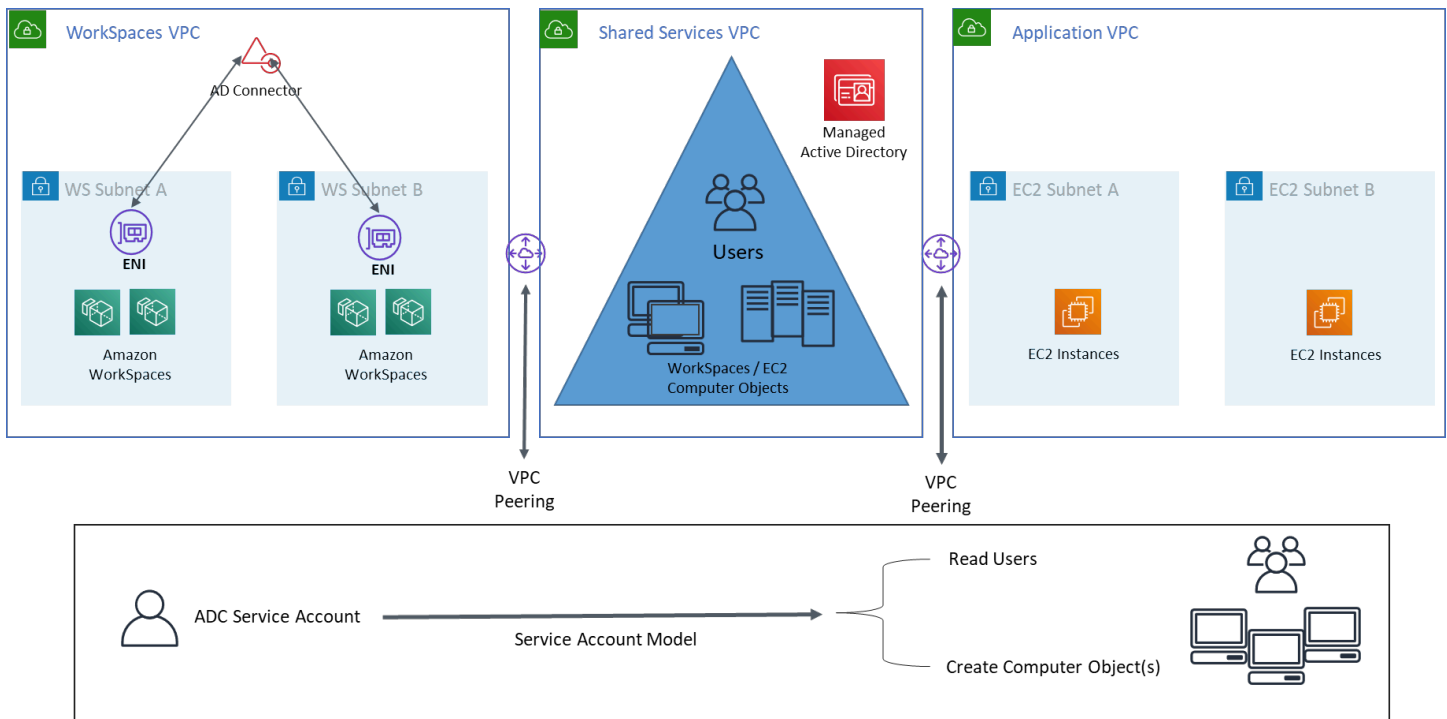 WorkSpaces VPC
AD Connector
WS Subnet A
ENI
Amazon
WorkSpaces
WS Subnet B
ENI
Amazon
WorkSpaces
VPC
Peering
Shared Services VPC
Managed
Active Directory
Users
WorkSpaces / EC2
Computer Objects
VPC
Peering
Application VPC
EC2 Subnet A
EC2 Instances
EC2 Subnet B
EC2 Instances
ADC Service Account
Service Account Model
Read Users
Create Computer Object(s)